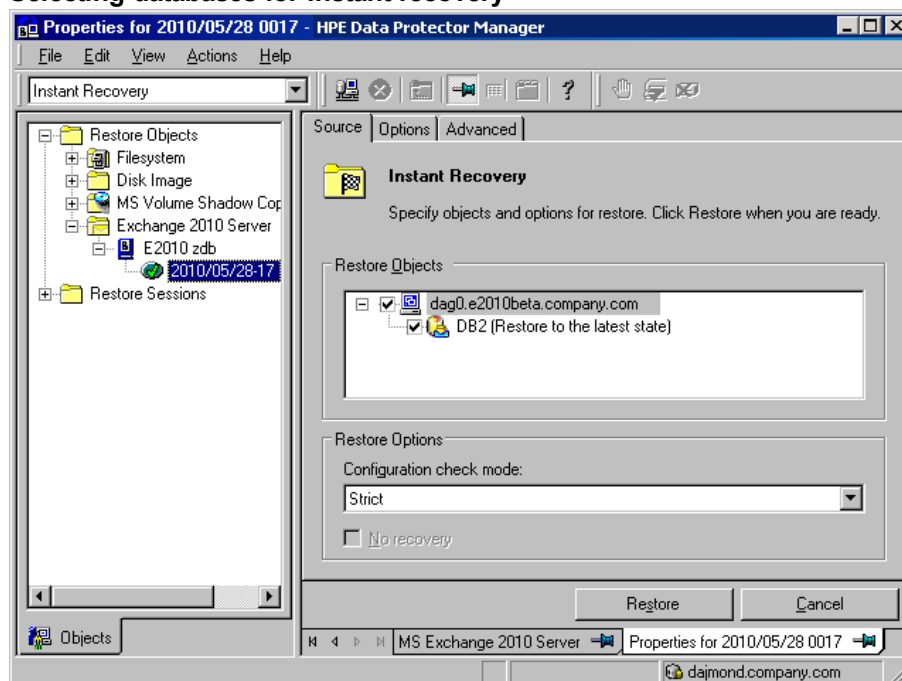 Selecting databases for instant recovery
Properties for 2010/05/28 0017 - HPE Data Protector Manager
File Edit View Actions Help
Instant Recovery
Restore Objects
Filesystem
Disk Image
MS Volume Shadow Cop
Exchange 2010 Server
E2010 zdb
2010/05/28-17
Restore Sessions
Objects
Source Options Advanced
Instant Recovery
Specify objects and options for restore. Click Restore when you are ready.
Restore Objects
dag0.e2010beta.company.com
DB2 (Restore to the latest state)
Restore Options
Configuration check mode:
Strict
No recovery
Restore Cancel
MS Exchange 2010 Server Properties for 2010/05/28 0017
dajmond.company.com